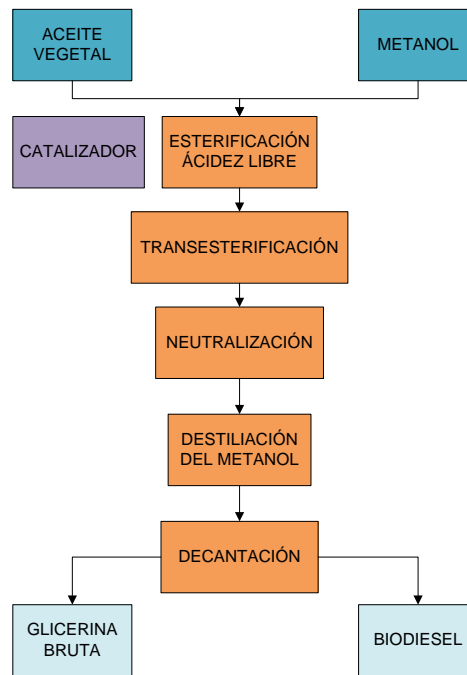 ACEITE
VEGETAL
METANOL
CATALIZADOR
ESTERIFICACIÓN
ÁCIDEZ LIBRE
TRANSESTERIFICACIÓN
NEUTRALIZACIÓN
DESTILIACIÓN
DEL METANOL
DECANTACIÓN
GLICERINA
BRUTA
BIODIESEL